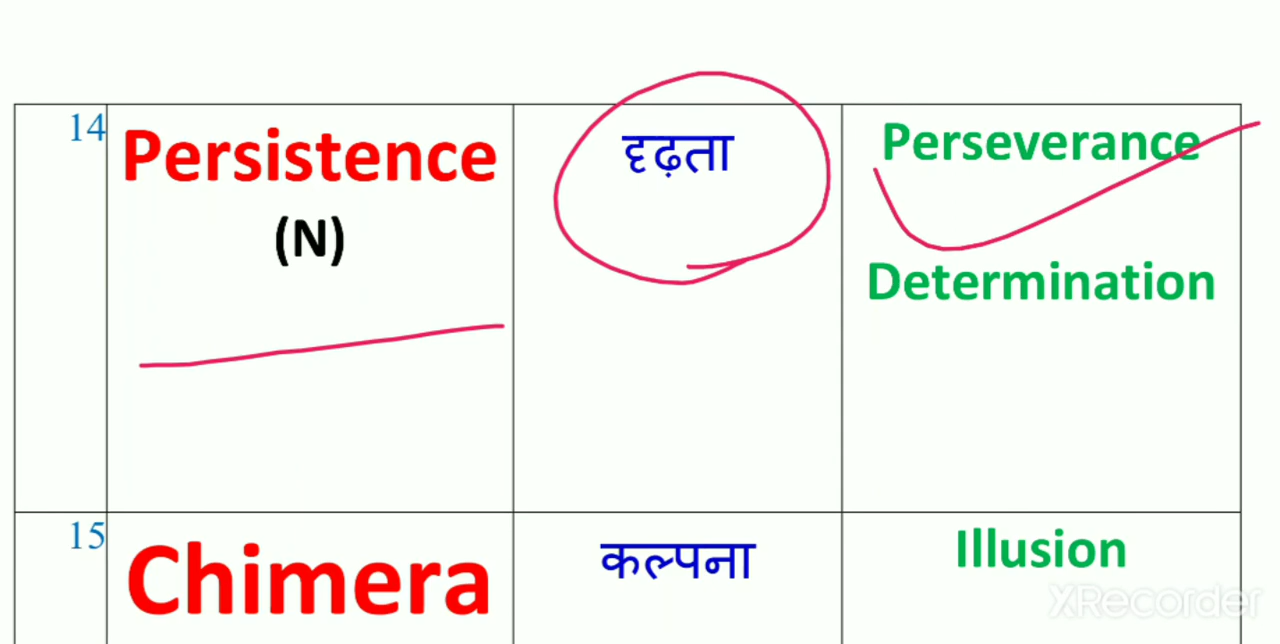 14
Persistence
(N)
दृढ़ता
Perseverance
Determination
15
Chimera
कल्पना
Illusion
XRecorder